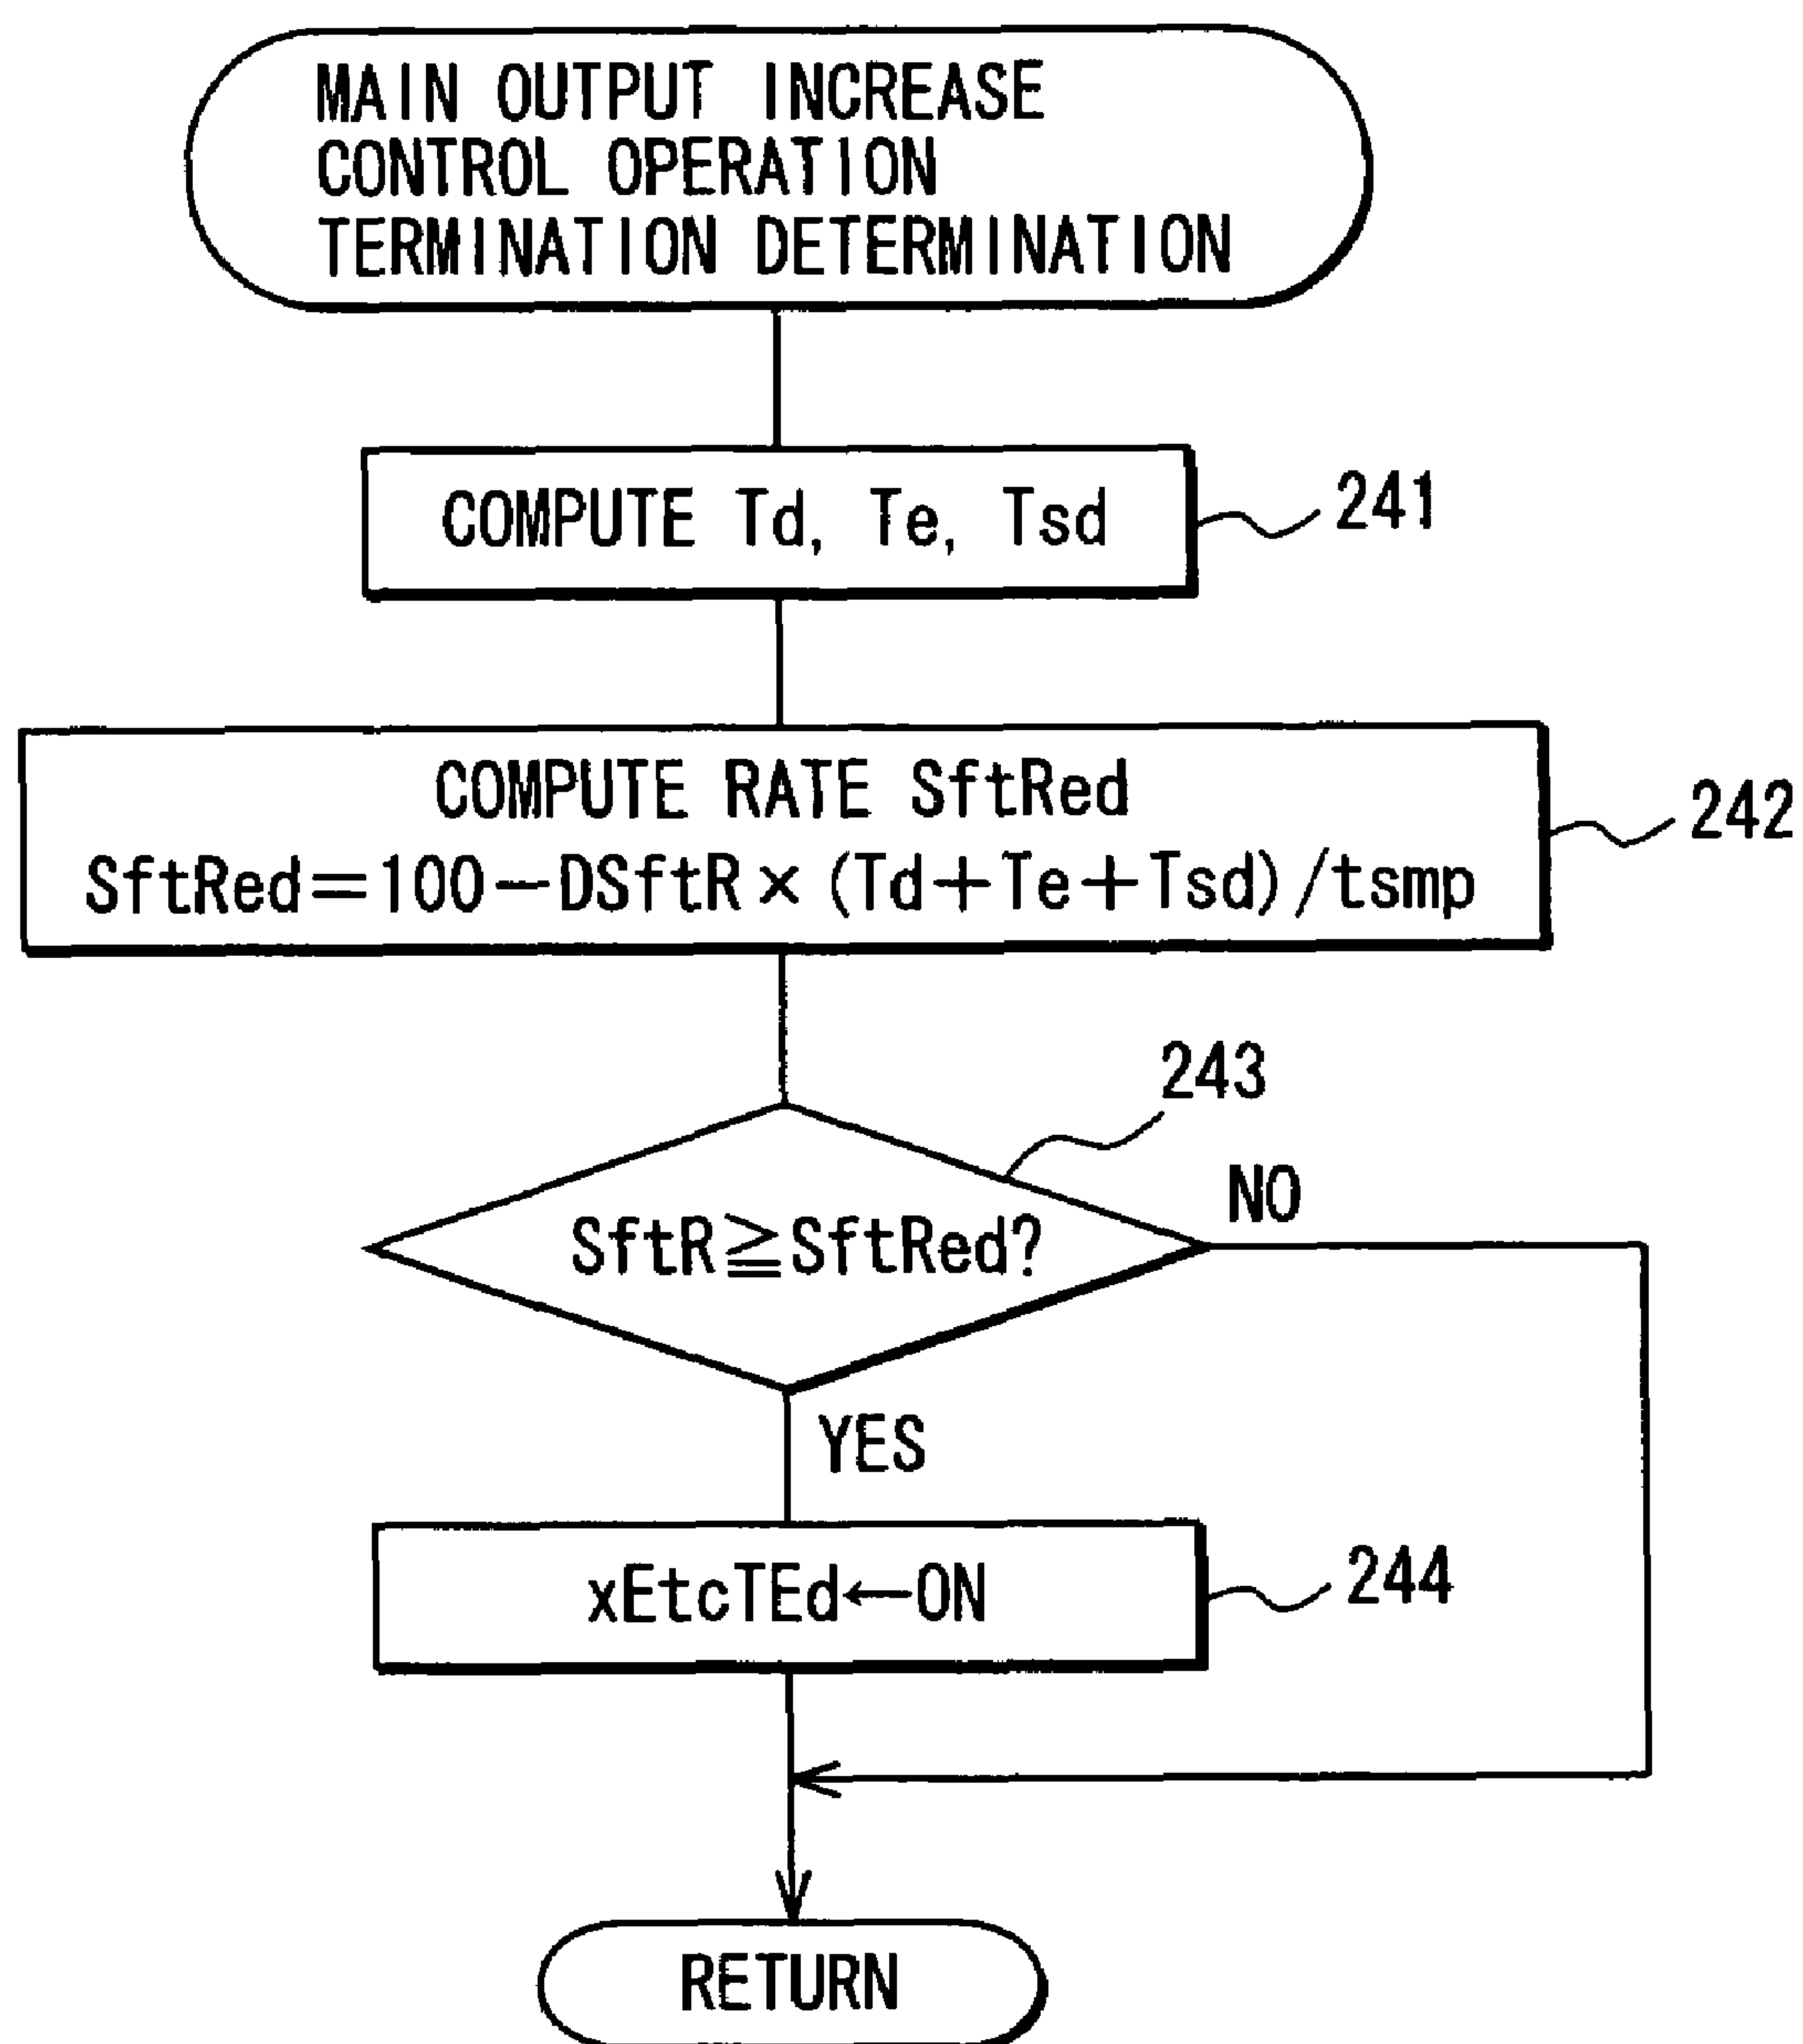 MAIN OUTPUT INCREASE
CONTROL OPERATION
TERMINATION DETERMINATION
COMPUTE Td, Te, Tsd
241
COMPUTE RATE SftRed
SftRed=100-DSftR×(Td+Te+Tsd)/tsmp
242
243
SftR≧SftRed?
NO
YES
xEtcTEd←ON
244
RETURN